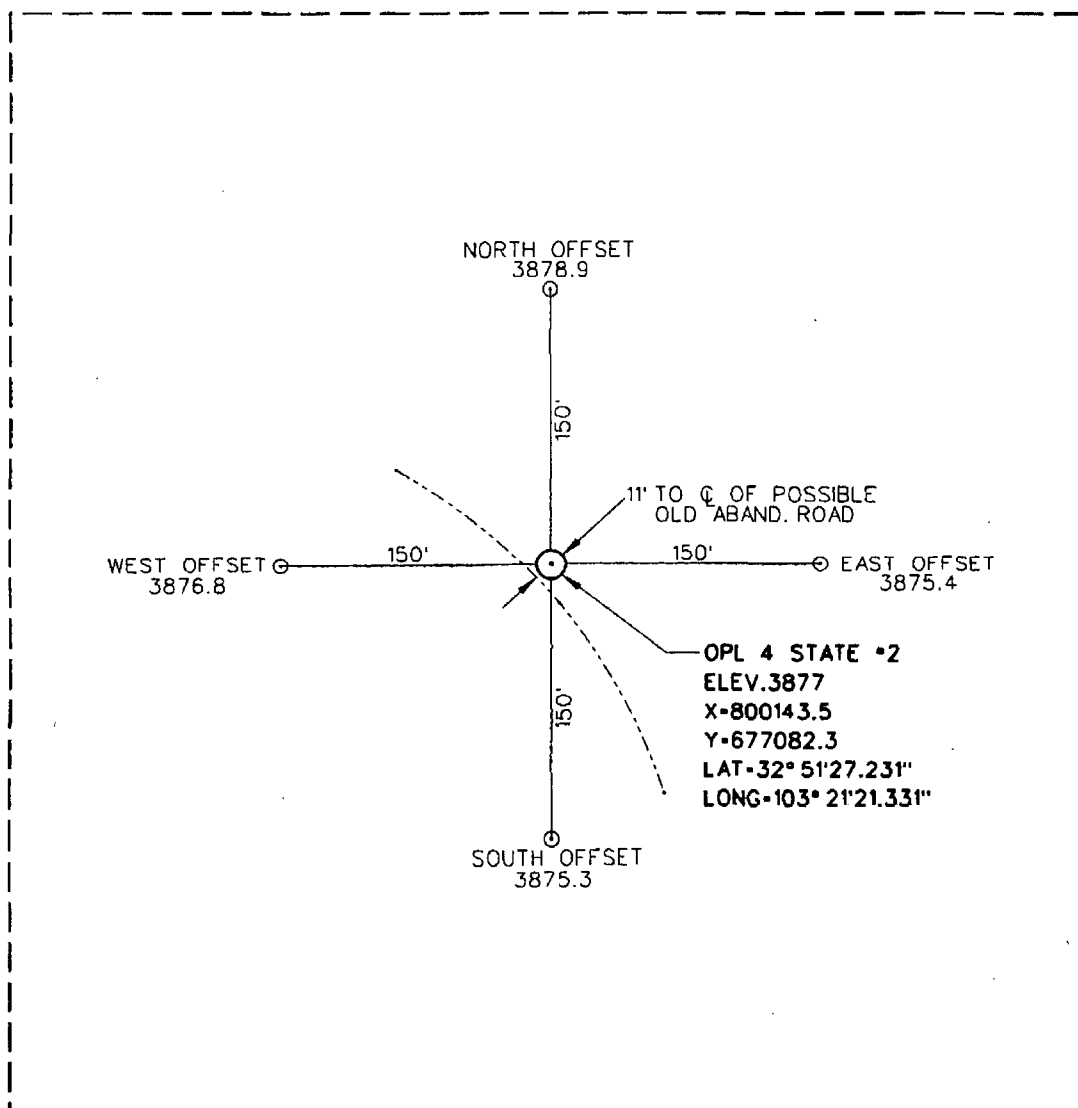 NORTH OFFSET
3878.9
150'
11' TO ℄ OF POSSIBLE
OLD ABAND. ROAD
WEST OFFSET
3876.8
150'
150'
EAST OFFSET
3875.4
OPL 4 STATE #2
ELEV.3877
X=800143.5
Y=677082.3
LAT=32° 51'27.231"
LONG=103° 21'21.331"
150'
SOUTH OFFSET
3875.3